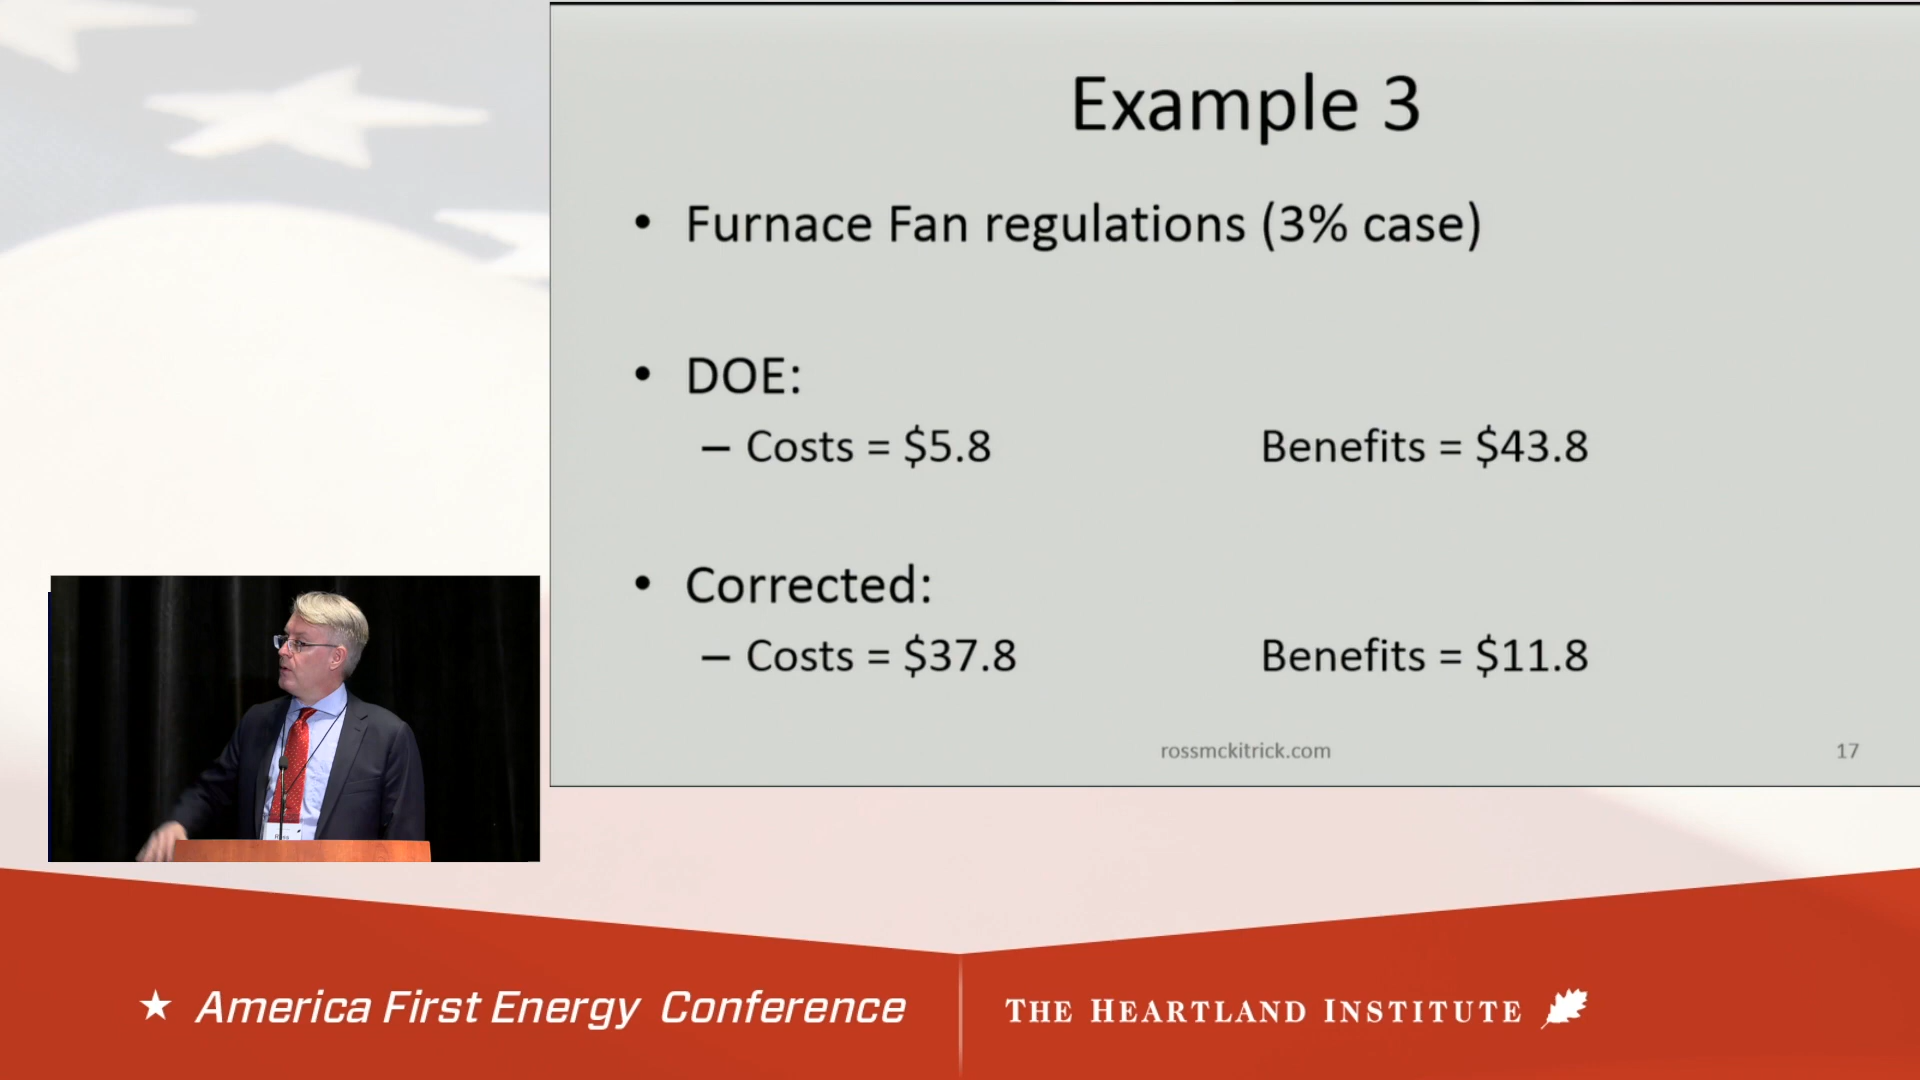 Example 3
• Furnace Fan regulations (3% case)
• DOE:
– Costs = $5.8 Benefits = $43.8
• Corrected:
– Costs = $37.8 Benefits = $11.8
rossmckitrick.com 17
America First Energy Conference
THE HEARTLAND INSTITUTE